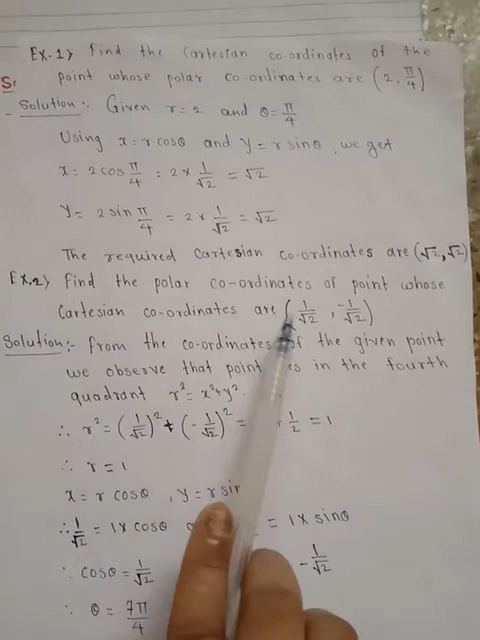 Ex.1) Find the Cartesian co-ordinates of the
point whose polar co-ordinates are (2, π/4)
S
Solution :- Given r = 2 and θ = π/4
Using x = r cosθ and y = r sinθ, we get
x = 2 cos π/4 = 2 × 1/√2 = √2
y = 2 sin π/4 = 2 × 1/√2 = √2
The required Cartesian co-ordinates are (√2, √2)
Ex.2) Find the polar co-ordinates of point whose
Cartesian co-ordinates are (1/√2, -1/√2)
Solution :- from the co-ordinates of the given point
we observe that point in the fourth
quadrant r² = x² + y²
∴ r² = (1/√2)² + (-1/√2)² = 1/2 = 1
∴ r = 1
x = r cosθ , y = r sin
∴ 1/√2 = 1 × cosθ = 1 × sinθ
∴ cosθ = 1/√2 -1/√2
∴ θ = 7π/4